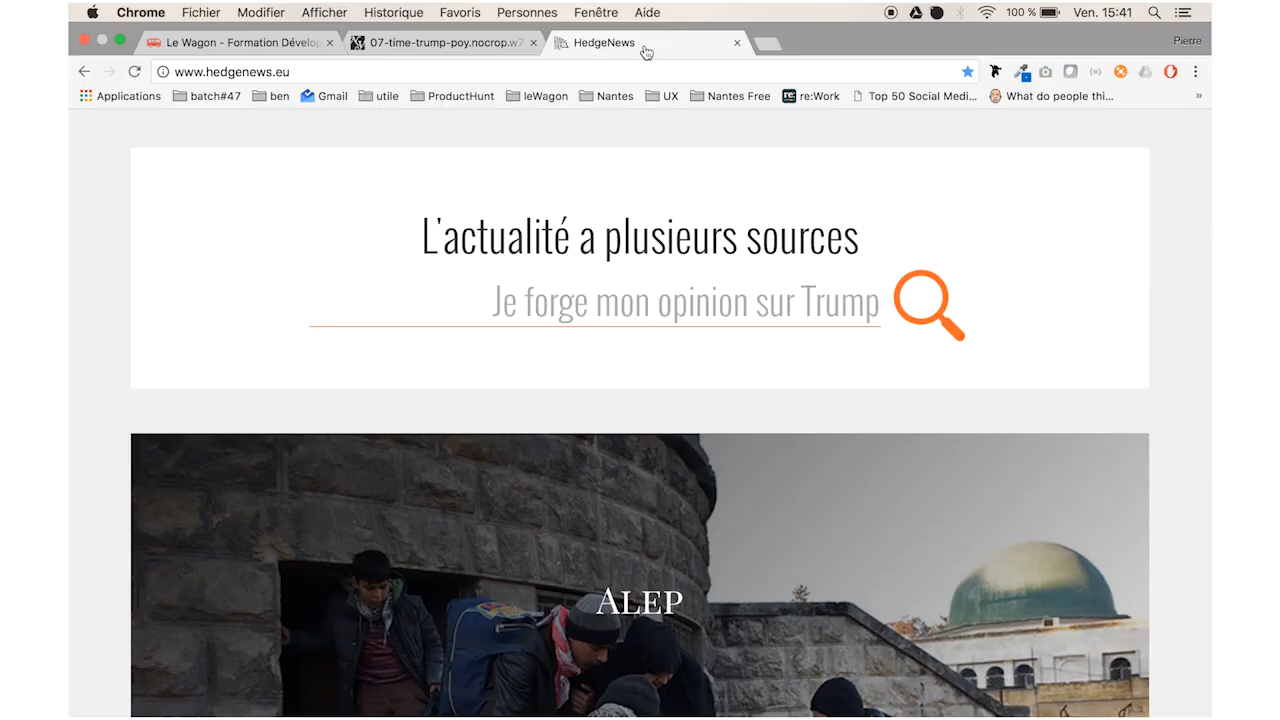 Chrome Fichier Modifier Afficher Historique Favoris Personnes Fenêtre Aide 100 % Ven. 15:41
Le Wagon - Formation Dévelop 07-time-trump-poy.nocrop.w7 HedgeNews Pierre
www.hedgenews.eu
Applications batch#47 ben Gmail utile ProductHunt leWagon Nantes UX Nantes Free re: re:Work Top 50 Social Medi... What do people thi... »
L'actualité a plusieurs sources
Je forge mon opinion sur Trump
Alep